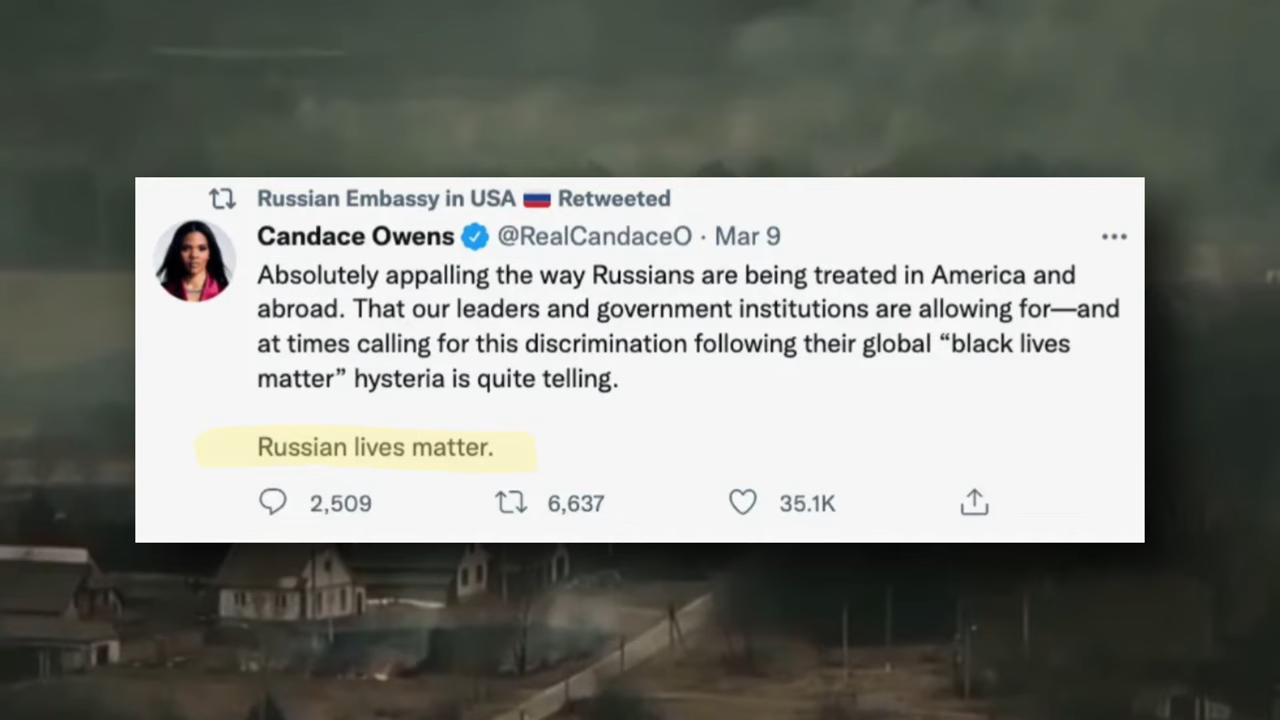 Russian Embassy in USA 🇷🇺 Retweeted
Candace Owens @RealCandaceO · Mar 9
Absolutely appalling the way Russians are being treated in America and
abroad. That our leaders and government institutions are allowing for—and
at times calling for this discrimination following their global “black lives
matter” hysteria is quite telling.
Russian lives matter.
2,509 6,637 35.1K